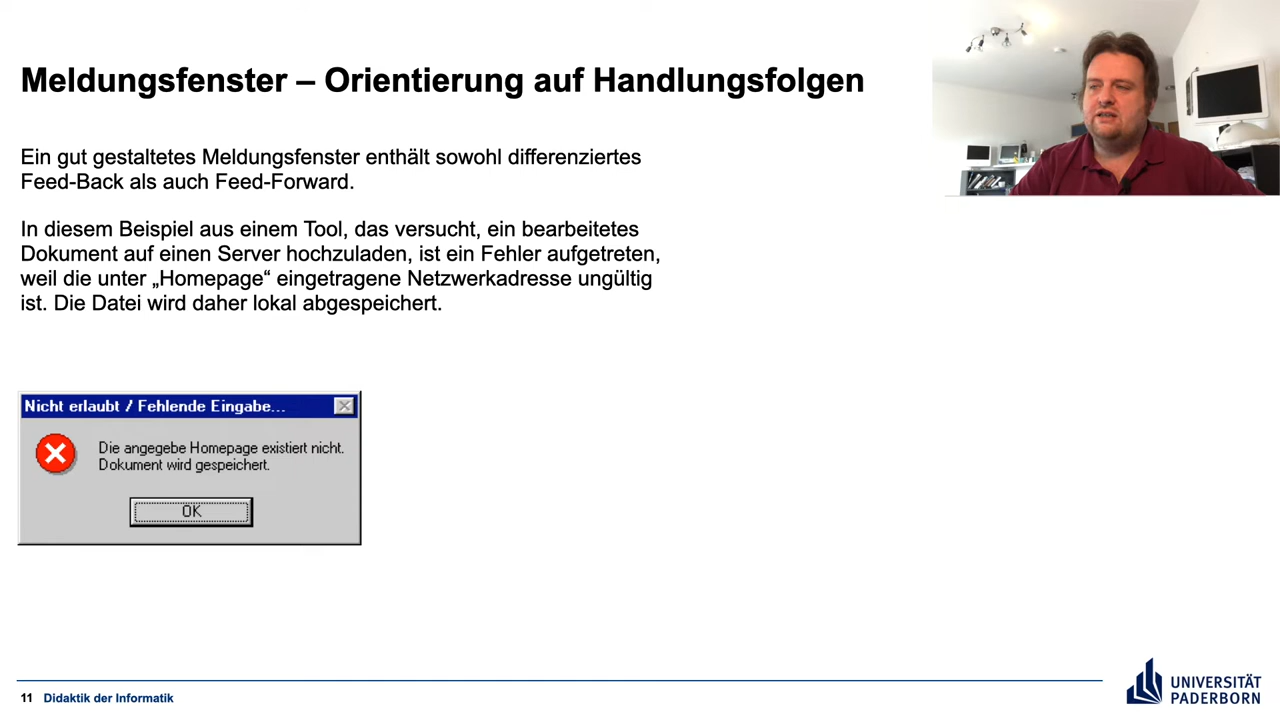 Meldungsfenster – Orientierung auf Handlungsfolgen
Ein gut gestaltetes Meldungsfenster enthält sowohl differenziertes
Feed-Back als auch Feed-Forward.
In diesem Beispiel aus einem Tool, das versucht, ein bearbeitetes
Dokument auf einen Server hochzuladen, ist ein Fehler aufgetreten,
weil die unter „Homepage“ eingetragene Netzwerkadresse ungültig
ist. Die Datei wird daher lokal abgespeichert.
Nicht erlaubt / Fehlende Eingabe...
Die angegebe Homepage existiert nicht.
Dokument wird gespeichert.
OK
11 Didaktik der Informatik
UNIVERSITÄT
PADERBORN